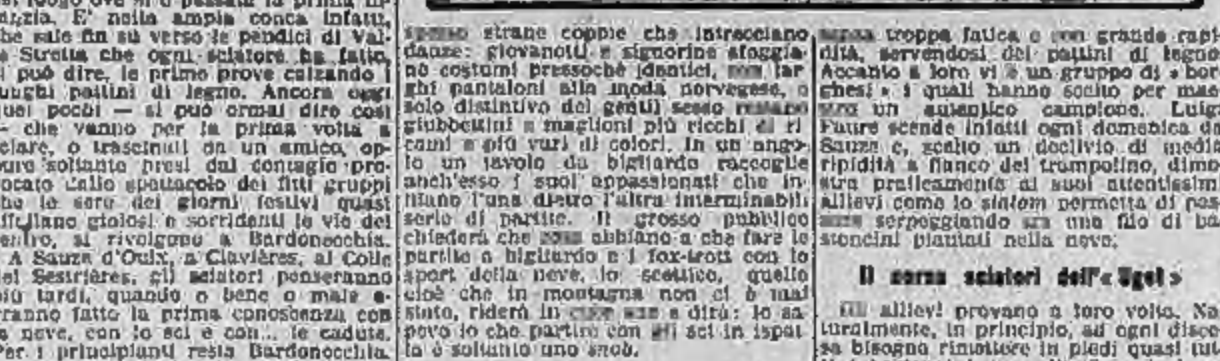 E' nella ampia conca infatti,
che sale fin su verso le pendici di Val-
Stretta che ogni sciatore ha fatto,
si può dire, le prime prove calzando i
lunghi pattini di legno. Ancora oggi
quei pochi — si può ormai dire così
— che vanno per la prima volta a
sciare, o trascinati da un amico, op-
pure soltanto presi dal contagio pro-
vocato dallo spettacolo dei fitti gruppi
che le sere dei giorni festivi quasi
sfollano gioiosi e sorridenti le vie del
centro, si rivolgono a Bardonecchia.
A Sauze d'Oulx, a Clavières, al Colle
del Sestrières, gli sciatori penseranno
più tardi, quando o bene o male a-
vranno fatto la prima conoscenza con
la neve, con lo sci e con... le cadute.
Per i principianti resta Bardonecchia.
strane coppie che intrecciano
danze: giovanotti e signorine sfoggia-
no costumi pressochè identici, con lar
ghi pantaloni alla moda norvegese, e
solo distintivo del gentil sesso restano
giubbettini e maglioni più ricchi di ri
cami e più vari di colori. In un ango-
lo un tavolo da bigliardo raccoglie
anch'esso i suoi appassionati che in-
filano l'una dietro l'altra interminabili
serie di partite. Il grosso pubblico
chiederà che cosa abbiano a che fare le
partite a bigliardo e i fox-trott con lo
sport della neve, lo scettico, quello
cioè che in montagna non ci è mai
stato, riderà in e dirà: lo sa
pevo io che partire con gli sci in ispal
la è soltanto uno snob.
senza troppa fatica e con grande rapi-
dità, servendosi dei pattini di legno
Accanto a loro vi è un gruppo di « bor
ghesi » i quali hanno scelto per mae
stro un autentico campione. Luigi
Faure scende infatti ogni domenica da
Sauze e, scelto un declivio di media
ripidità a fianco del trampolino, dimo-
stra praticamente ai suoi attentissimi
allievi come lo slalom permetta di pas
sare serpeggiando tra una fila di ba
stoncini piantati nella neve.
Il corso sciatori dell'« Uget »
Gli allievi provano a loro volta. Na
turalmente, in principio, ad ogni disce
sa bisogna rimettere in piedi quasi tut